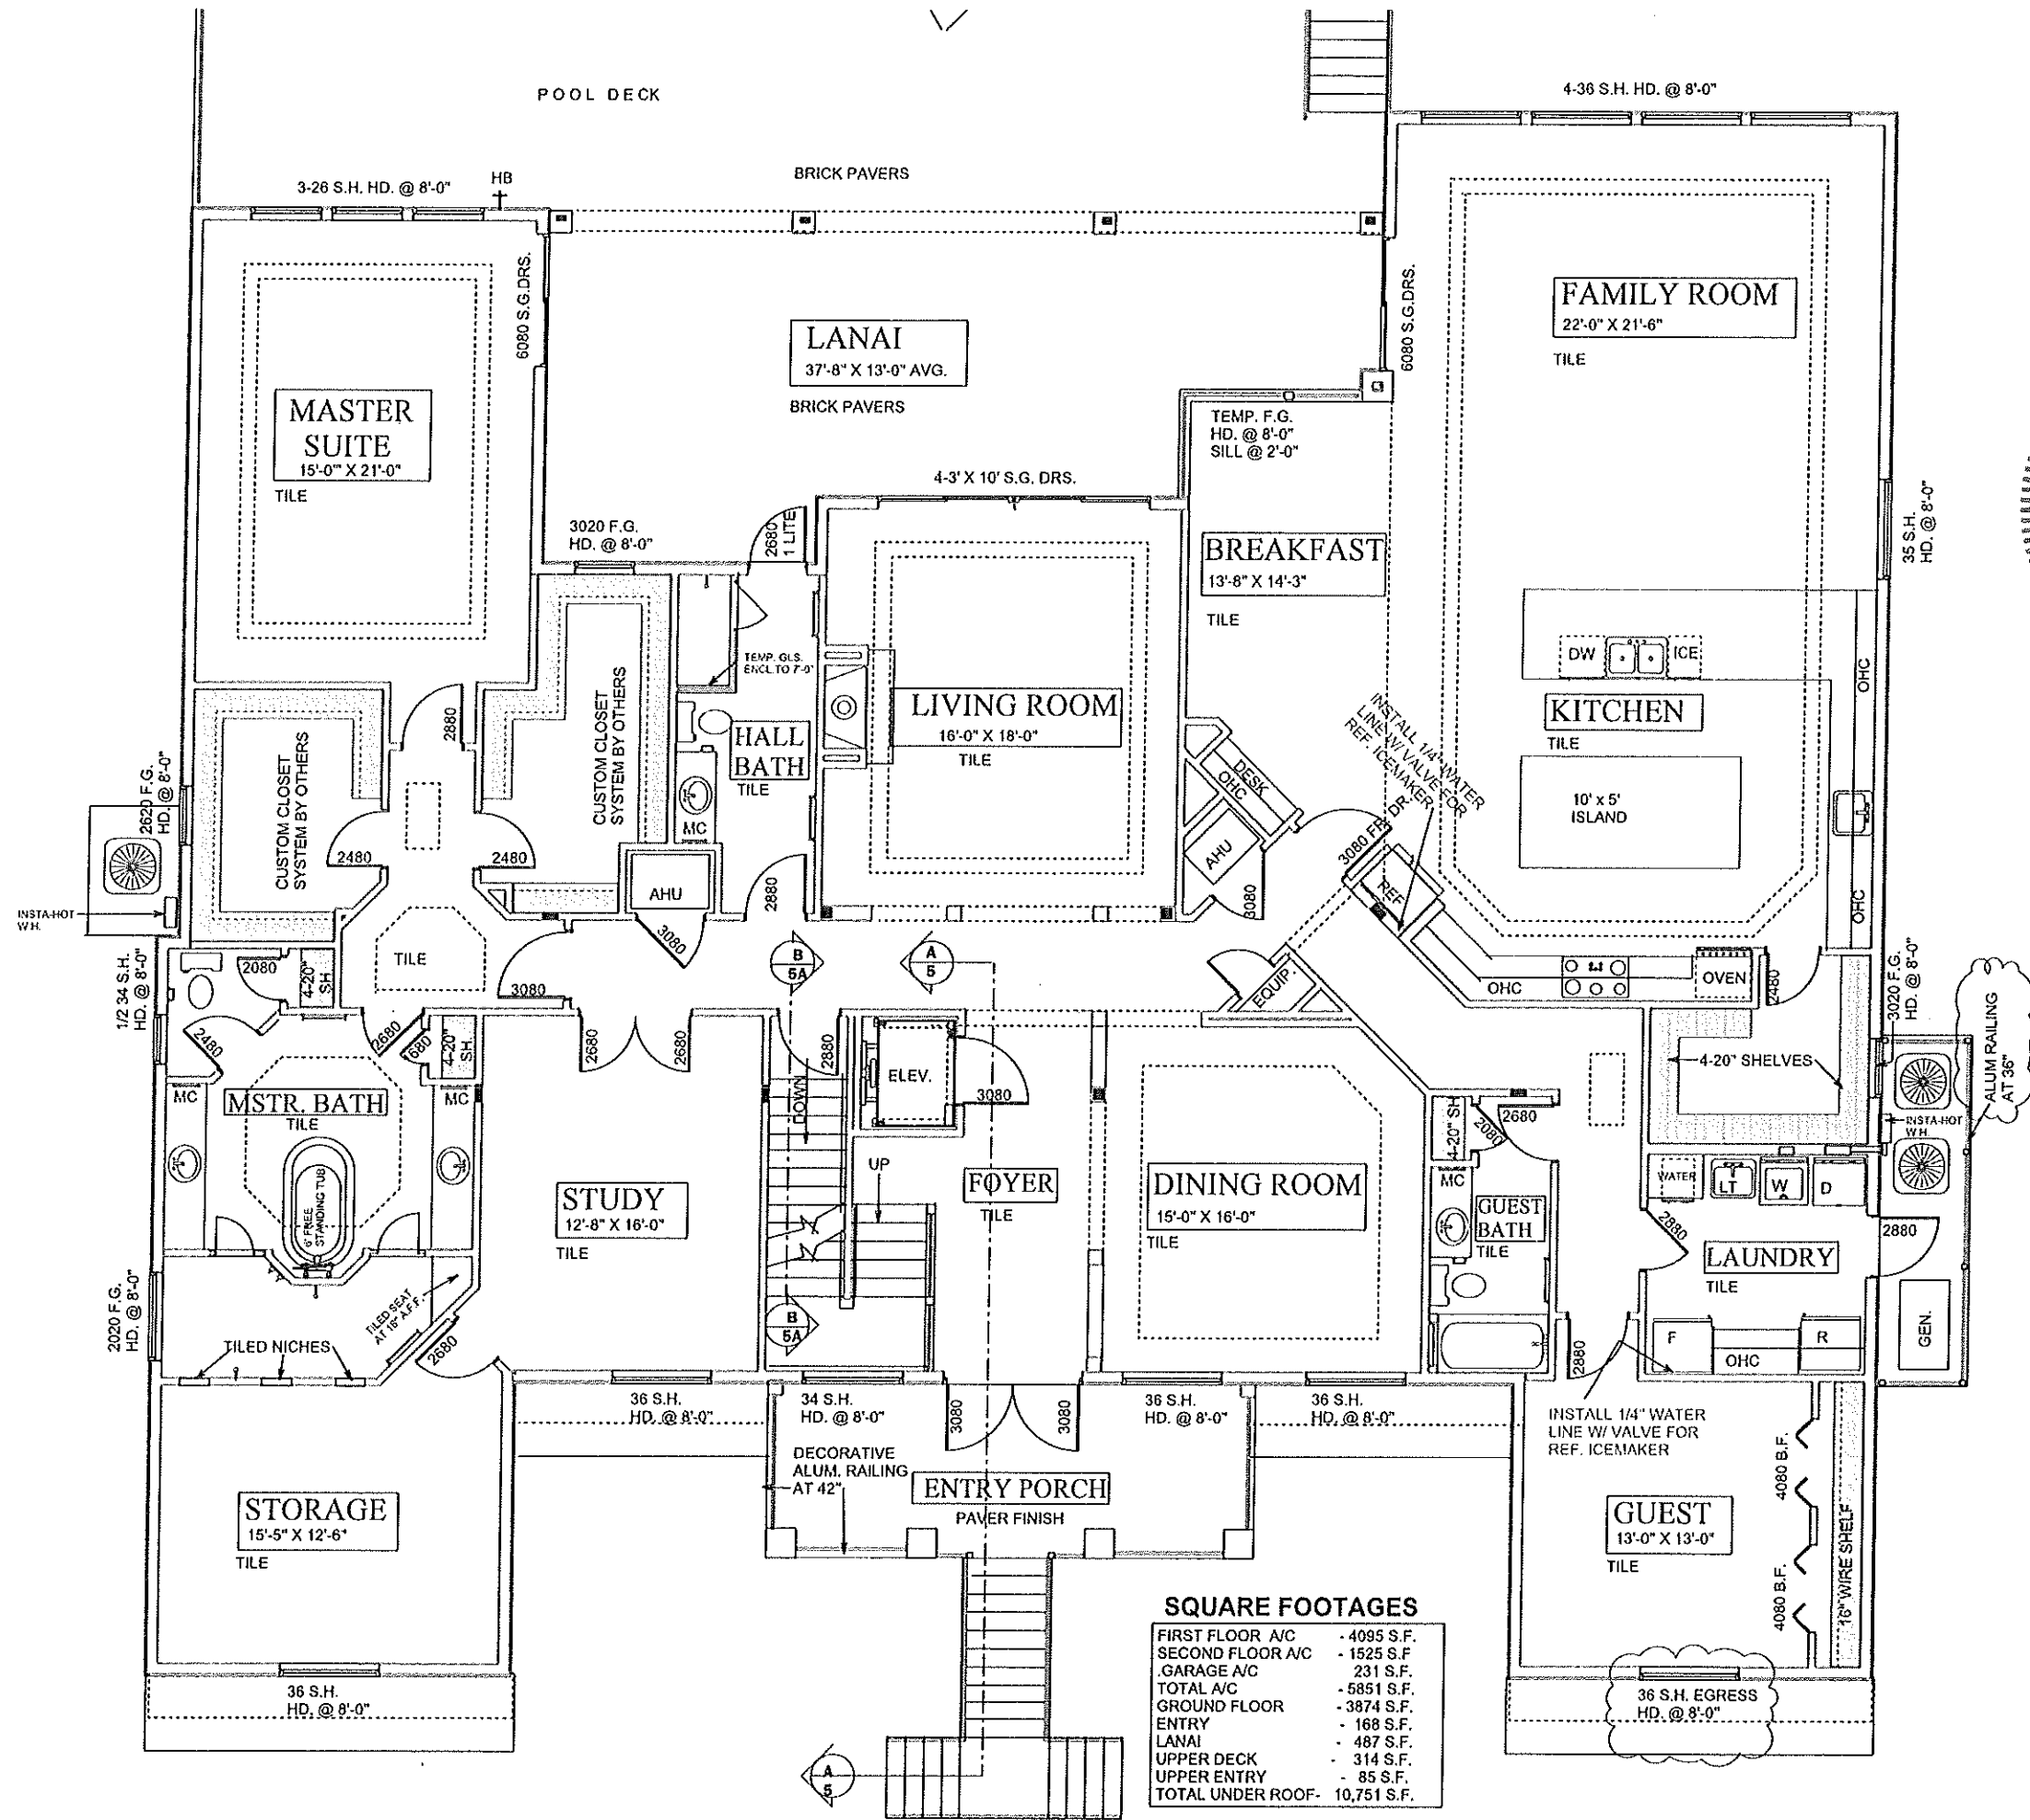 POOL DECK
4-36 S.H. HD. @ 8'-0"
BRICK PAVERS
3-26 S.H. HD. @ 8'-0"
HB
6080 S.G.DRS.
6080 S.G.DRS.
FAMILY ROOM
22'-0" X 21'-6"
TILE
LANAI
37'-8" X 13'-0" AVG.
BRICK PAVERS
MASTER
SUITE
15'-0" X 21'-0"
TILE
TEMP. F.G.
HD. @ 8'-0"
SILL @ 2'-0"
4-3' X 10' S.G. DRS.
3020 F.G.
HD. @ 8'-0"
2680
1 LITE
35 S.H.
HD. @ 8'-0"
BREAKFAST
13'-8" X 14'-3"
TILE
TEMP. GLS.
ENCL.TO 7'-0"
DW
ICE
OHC
CUSTOM CLOSET
SYSTEM BY OTHERS
CUSTOM CLOSET
SYSTEM BY OTHERS
2880
HALL
BATH
TILE
MC
LIVING ROOM
16'-0" X 18'-0"
TILE
KITCHEN
TILE
INSTALL 1/4" WATER
LINE W/ VALVE FOR
REF. ICEMAKER
DESK
OHC
10' x 5'
ISLAND
2620 F.G.
HD. @ 8'-0"
2480
2480
AHU
2880
AHU
3080
3080 FR. DR.
REF
OHC
INSTA-HOT
W.H.
3080
TILE
3080
B
5A
A
5
EQUIP.
OHC
OVEN
2480
2080
4-20"
SH
1/2 34 S.H.
HD. @ 8'-0"
2480
2680
1680
4-20"
SH.
2680
2680
2880
DOWN
ELEV.
3080
4-20" SHELVES
3020 F.G.
HD. @ 8'-0"
ALUM RAILING
AT 36"
INSTA-HOT
W.H.
MC
MSTR. BATH
TILE
MC
6' FREE
STANDING TUB
4-20" SH
2080
2680
UP
STUDY
12'-8" X 16'-0"
TILE
FOYER
TILE
DINING ROOM
15'-0" X 16'-0"
TILE
MC
GUEST
BATH
TILE
WATER
LT
W
D
2880
LAUNDRY
TILE
2880
GEN.
2020 F.G.
HD. @ 8'-0"
TILED SEAT
AT 18" A.F.F.
TILED NICHES
2680
B
5A
2880
F
OHC
R
36 S.H.
HD. @ 8'-0"
34 S.H.
HD. @ 8'-0"
3080
3080
36 S.H.
HD. @ 8'-0"
36 S.H.
HD. @ 8'-0"
INSTALL 1/4" WATER
LINE W/ VALVE FOR
REF. ICEMAKER
DECORATIVE
ALUM. RAILING
AT 42"
ENTRY PORCH
PAVER FINISH
4080 B.F.
4080 B.F.
16" WIRE SHELF
STORAGE
15'-5" X 12'-6"
TILE
GUEST
13'-0" X 13'-0"
TILE
36 S.H.
HD. @ 8'-0"
36 S.H. EGRESS
HD. @ 8'-0"
SQUARE FOOTAGES
FIRST FLOOR A/C - 4095 S.F.
SECOND FLOOR A/C - 1525 S.F
.GARAGE A/C 231 S.F.
TOTAL A/C - 5851 S.F.
GROUND FLOOR - 3874 S.F.
ENTRY - 168 S.F.
LANAI - 487 S.F.
UPPER DECK - 314 S.F.
UPPER ENTRY - 85 S.F.
TOTAL UNDER ROOF- 10,751 S.F.
A
5